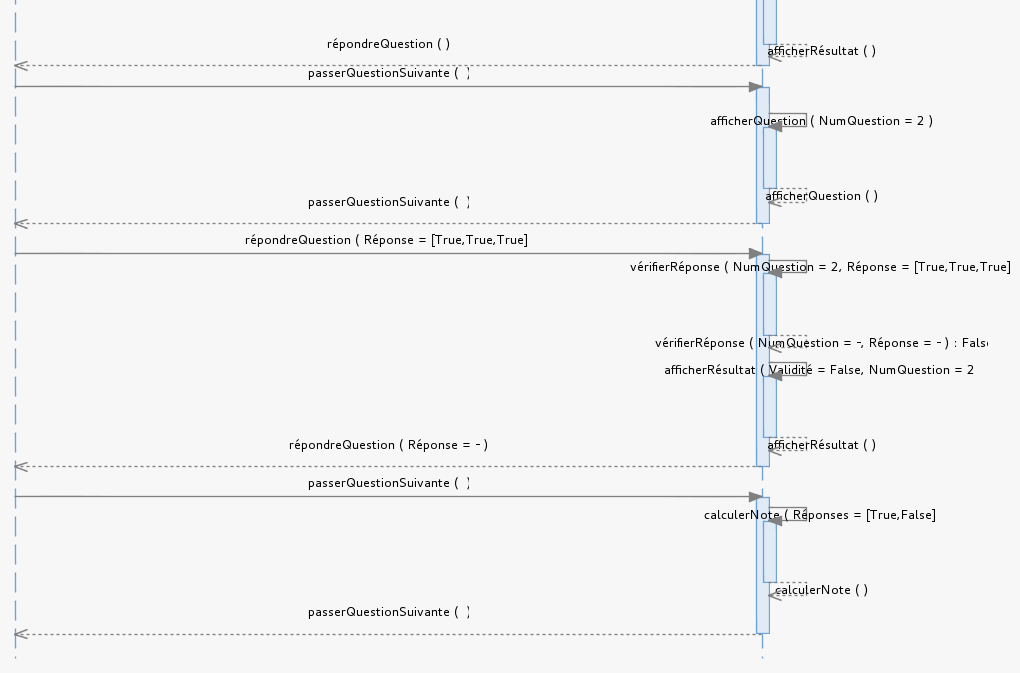 répondreQuestion ( )
afficherRésultat ( )
passerQuestionSuivante ( )
afficherQuestion ( NumQuestion = 2 )
afficherQuestion ( )
passerQuestionSuivante ( )
répondreQuestion ( Réponse = [True,True,True]
vérifierRéponse ( NumQuestion = 2, Réponse = [True,True,True]
vérifierRéponse ( NumQuestion = -, Réponse = - ) : False
afficherRésultat ( Validité = False, NumQuestion = 2
répondreQuestion ( Réponse = - )
afficherRésultat ( )
passerQuestionSuivante ( )
calculerNote ( Réponses = [True,False]
calculerNote ( )
passerQuestionSuivante ( )